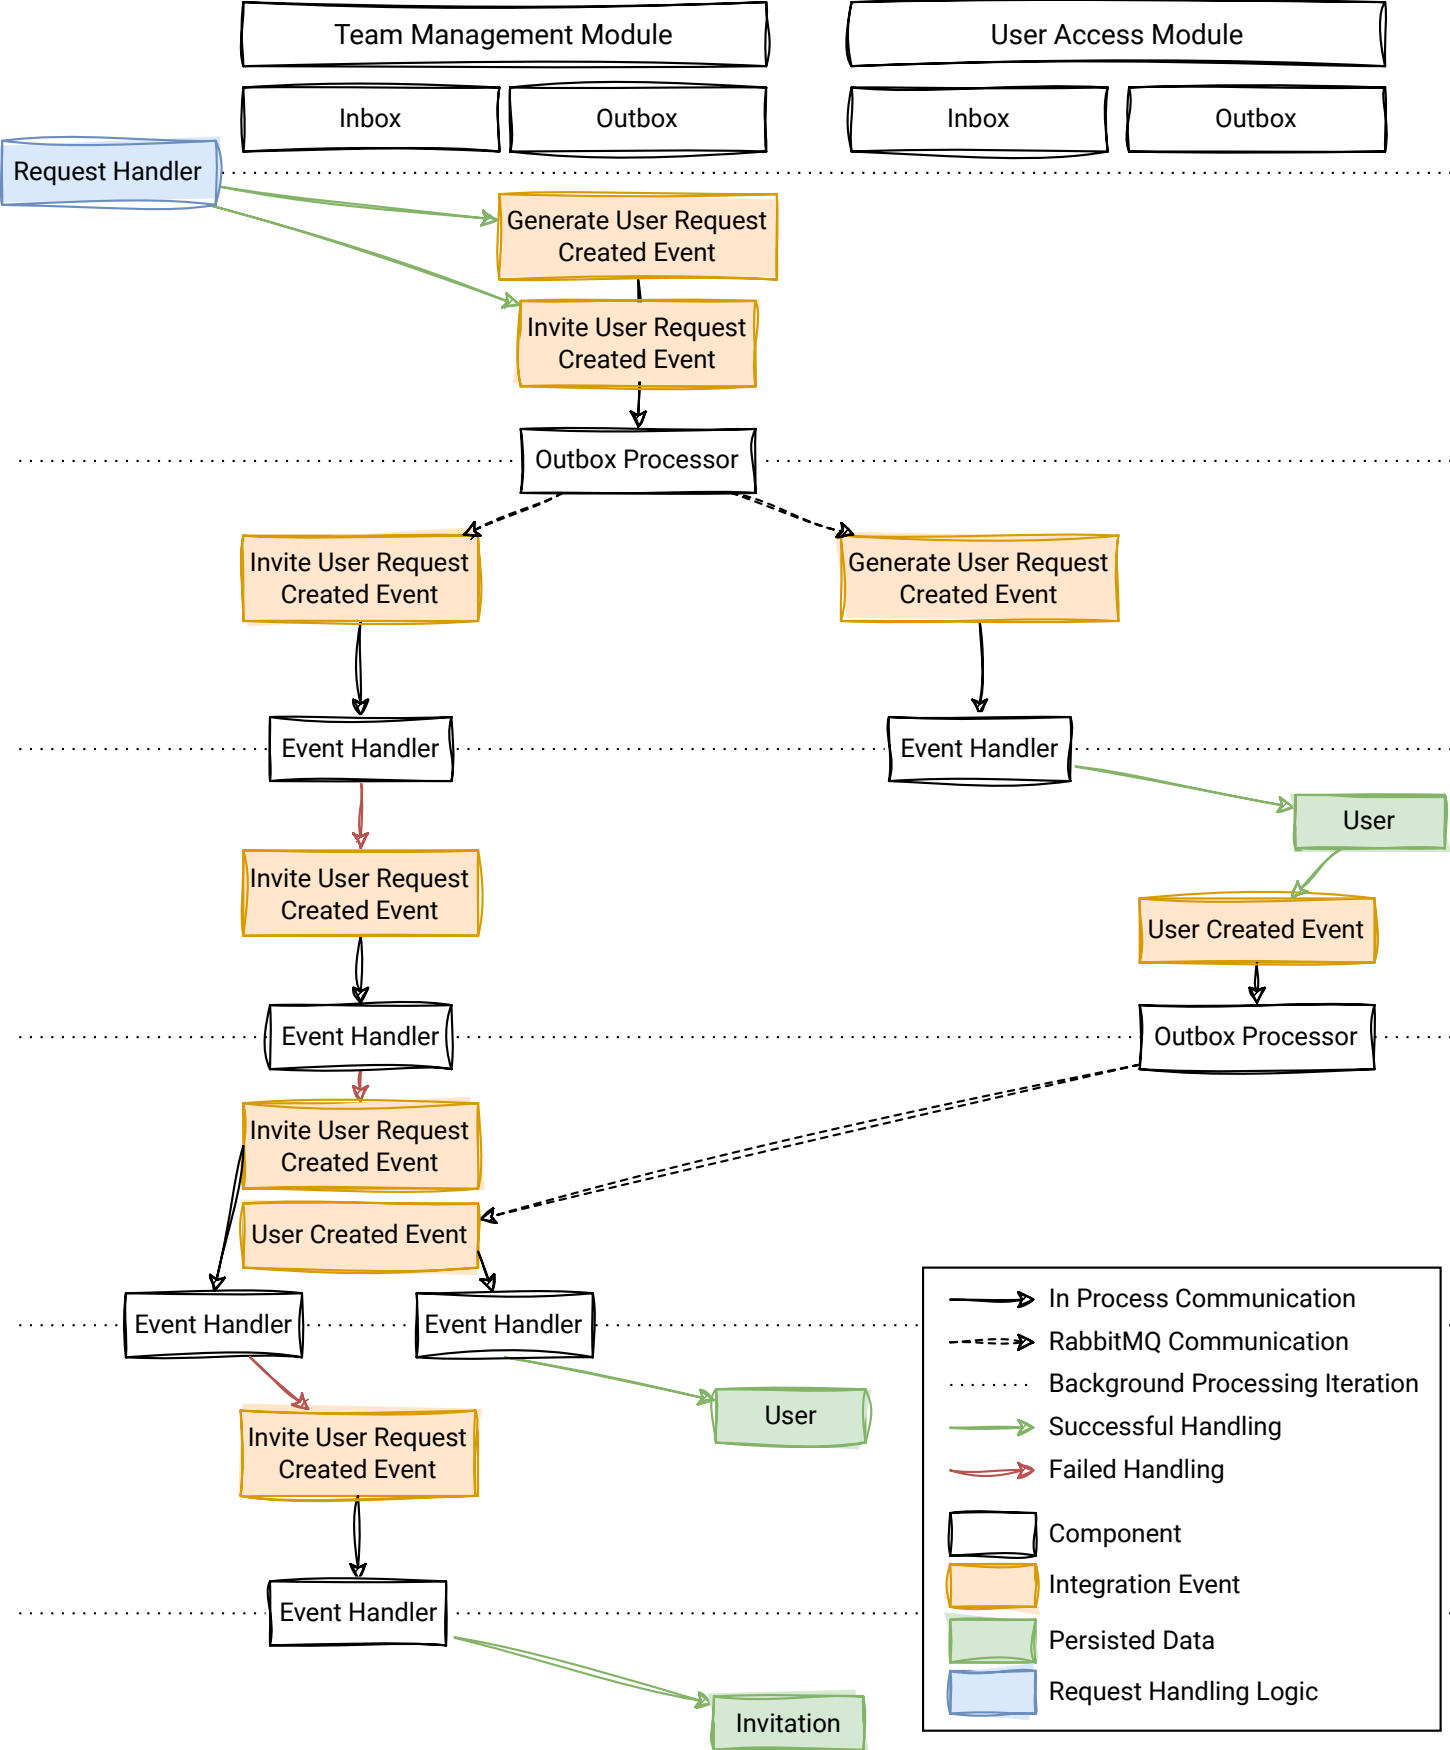 Team Management Module
User Access Module
Inbox
Outbox
Inbox
Outbox
Request Handler
Generate User Request
Created Event
Invite User Request
Created Event
Outbox Processor
Invite User Request
Created Event
Generate User Request
Created Event
Event Handler
Event Handler
User
Invite User Request
Created Event
User Created Event
Event Handler
Outbox Processor
Invite User Request
Created Event
User Created Event
Event Handler
Event Handler
User
Invite User Request
Created Event
Event Handler
Invitation
In Process Communication
RabbitMQ Communication
Background Processing Iteration
Successful Handling
Failed Handling
Component
Integration Event
Persisted Data
Request Handling Logic